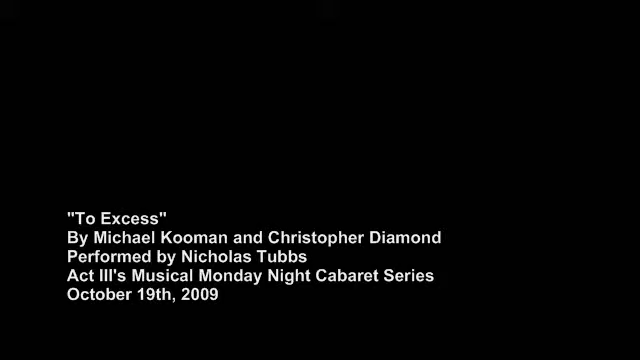 "To Excess"
By Michael Kooman and Christopher Diamond
Performed by Nicholas Tubbs
Act III's Musical Monday Night Cabaret Series
October 19th, 2009